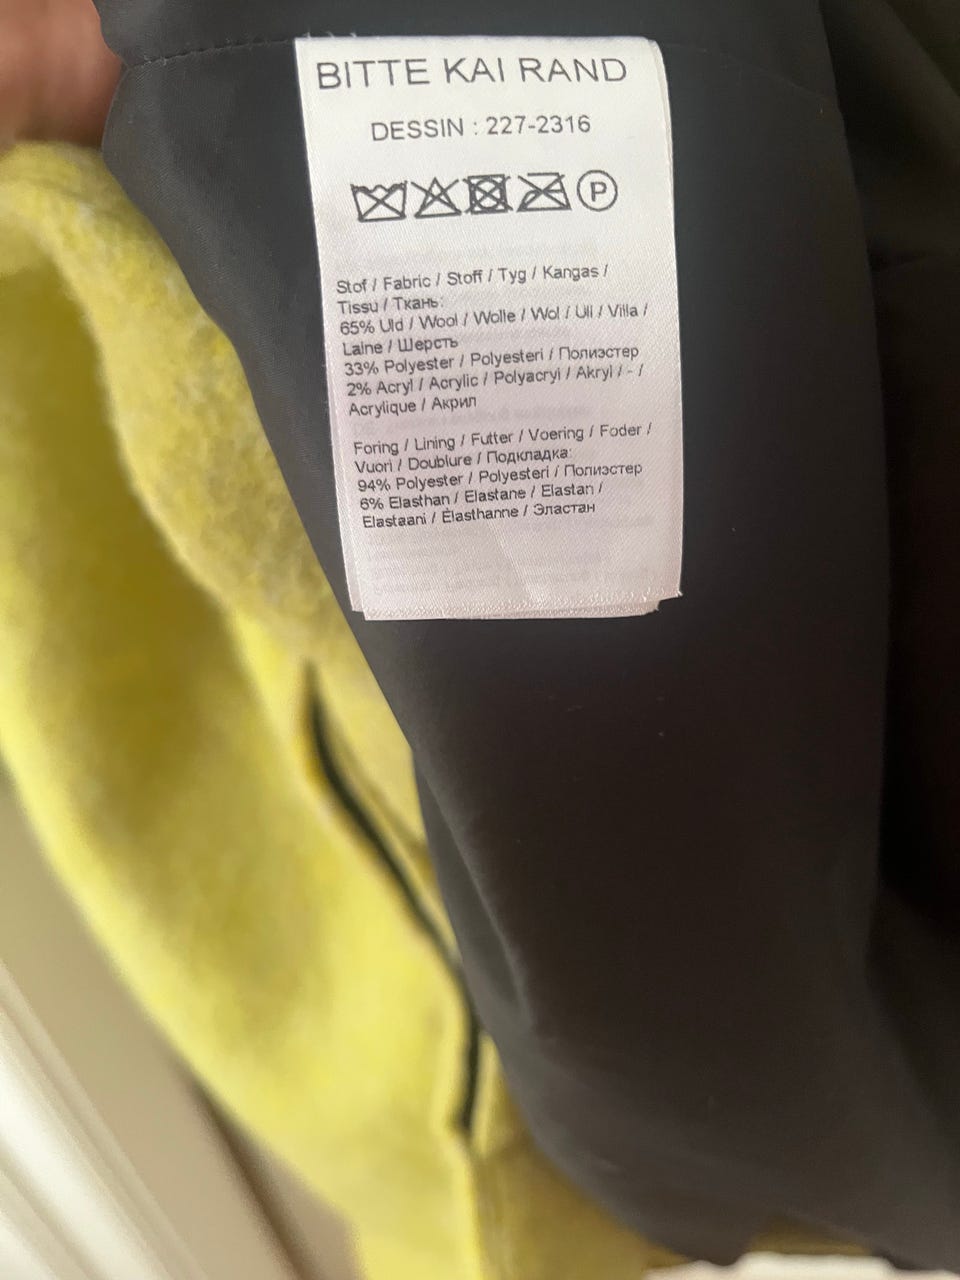 BITTE KAI RAND
DESSIN : 227-2316
P
Stof / Fabric / Stoff / Tyg / Kangas /
Tissu / Ткань:
65% Uld / Wool / Wolle / Wol / Ull / Villa /
Laine / Шерсть
33% Polyester / Polyesteri / Полиэстер
2% Acryl / Acrylic / Polyacryl / Akryl / - /
Acrylique / Акрил
Foring / Lining / Futter / Voering / Foder /
Vuori / Doublure / Подкладка:
94% Polyester / Polyesteri / Полиэстер
6% Elasthan / Elastane / Elastan /
Elastaani / Élasthanne / Эластан